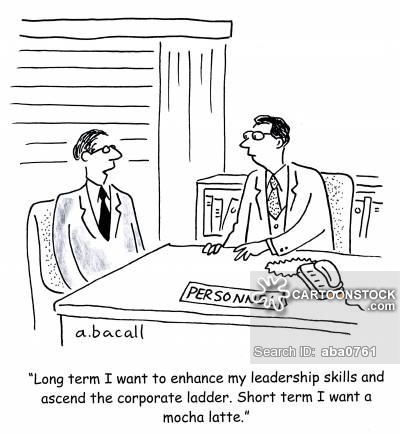 PERSONNEL
CARTOONSTOCK
.com
Search ID: aba0761
a.bacall
“Long term I want to enhance my leadership skills and
ascend the corporate ladder. Short term I want a
mocha latte.”